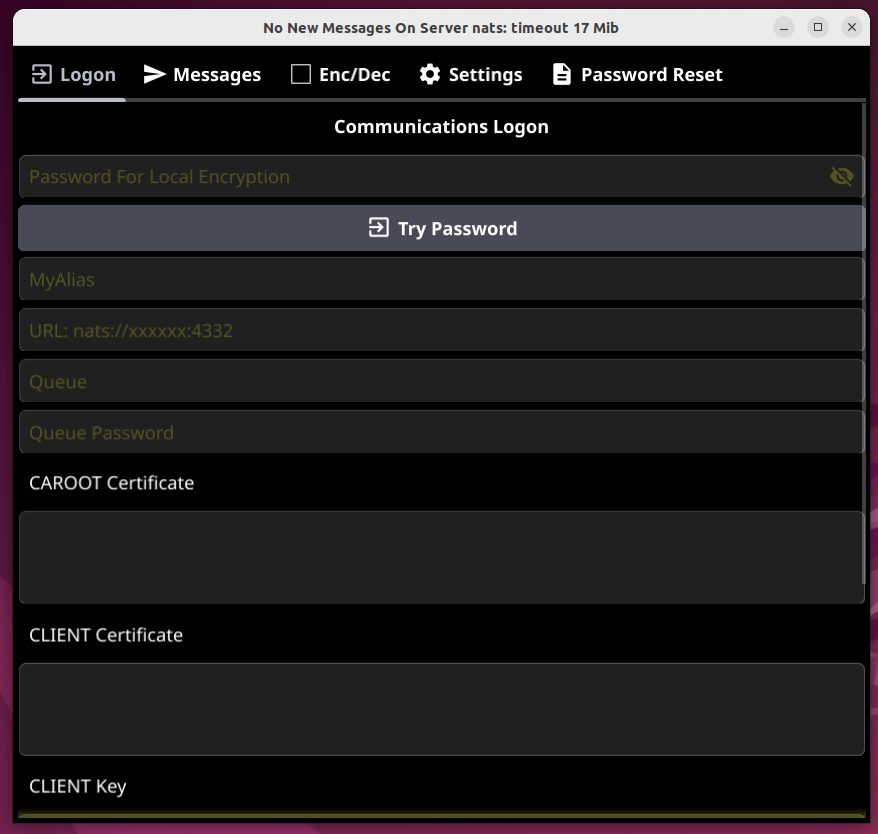 No New Messages On Server nats: timeout 17 Mib
Logon Messages Enc/Dec Settings Password Reset
Communications Logon
Password For Local Encryption
Try Password
MyAlias
URL: nats://xxxxxx:4332
Queue
Queue Password
CAROOT Certificate
CLIENT Certificate
CLIENT Key